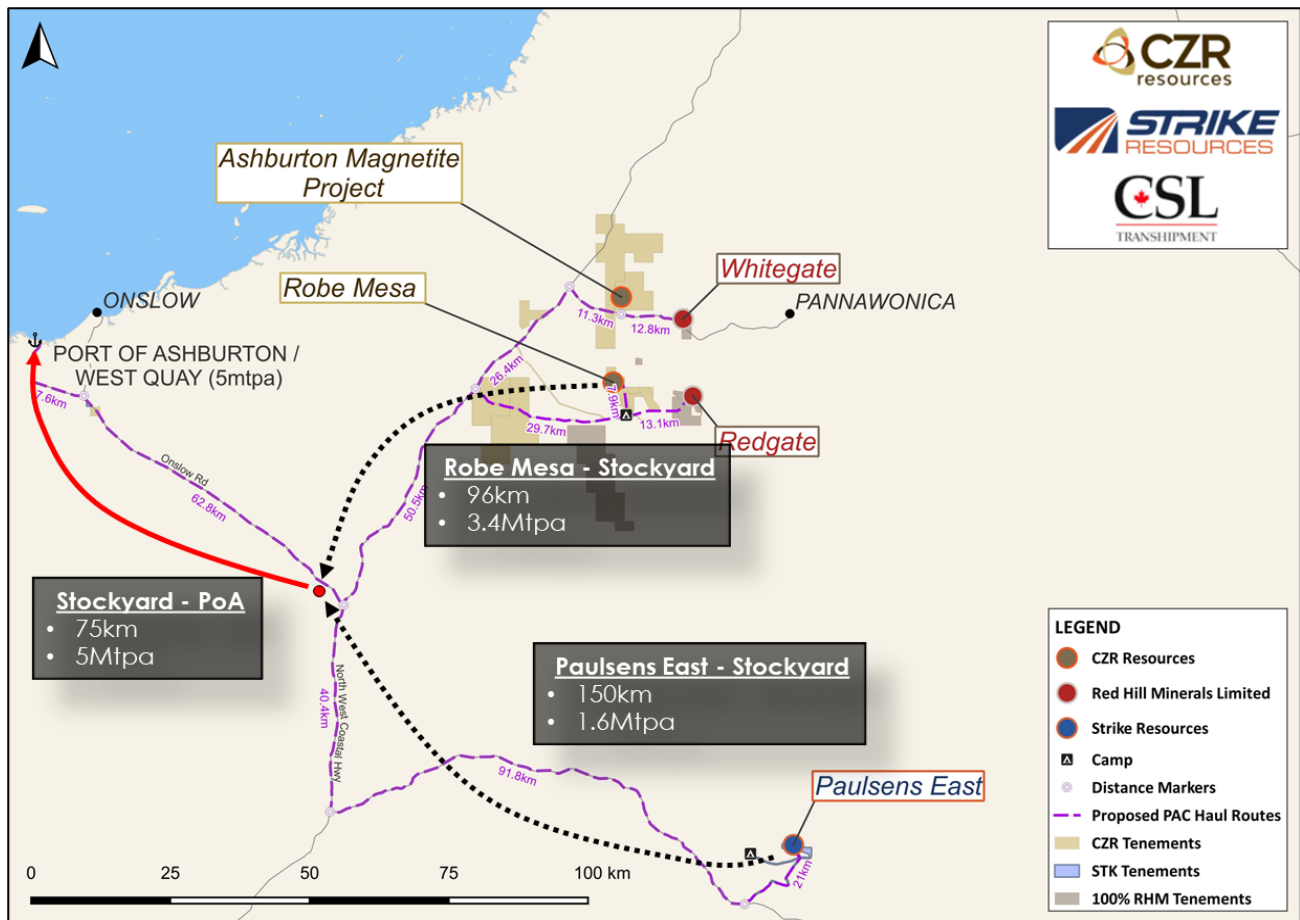 CZR
resources
STRIKE
RESOURCES
CSL
TRANSHIPMENT
Ashburton Magnetite
Project
Whitegate
Robe Mesa
PANNAWONICA
ONSLOW
11.3km
12.8km
PORT OF ASHBURTON /
WEST QUAY (5mtpa)
26.4km
7.6km
7.9km
29.7km
13.1km
Redgate
Onslow Rd
62.8km
50.5km
Robe Mesa - Stockyard
• 96km
• 3.4Mtpa
Stockyard - PoA
• 75km
• 5Mtpa
North West Coastal Hwy
40.4km
Paulsens East - Stockyard
• 150km
• 1.6Mtpa
91.8km
Paulsens East
21km
0 25 50 75 100 km
LEGEND
CZR Resources
Red Hill Minerals Limited
Strike Resources
Camp
Distance Markers
Proposed PAC Haul Routes
CZR Tenements
STK Tenements
100% RHM Tenements